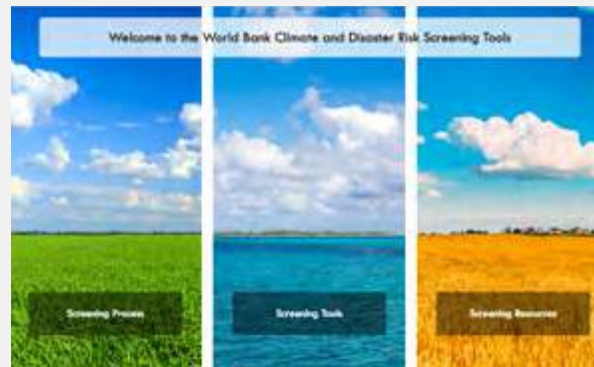 Welcome to the World Bank Climate and Disaster Risk Screening Tools
Screening Process
Screening Tools
Screening Resources